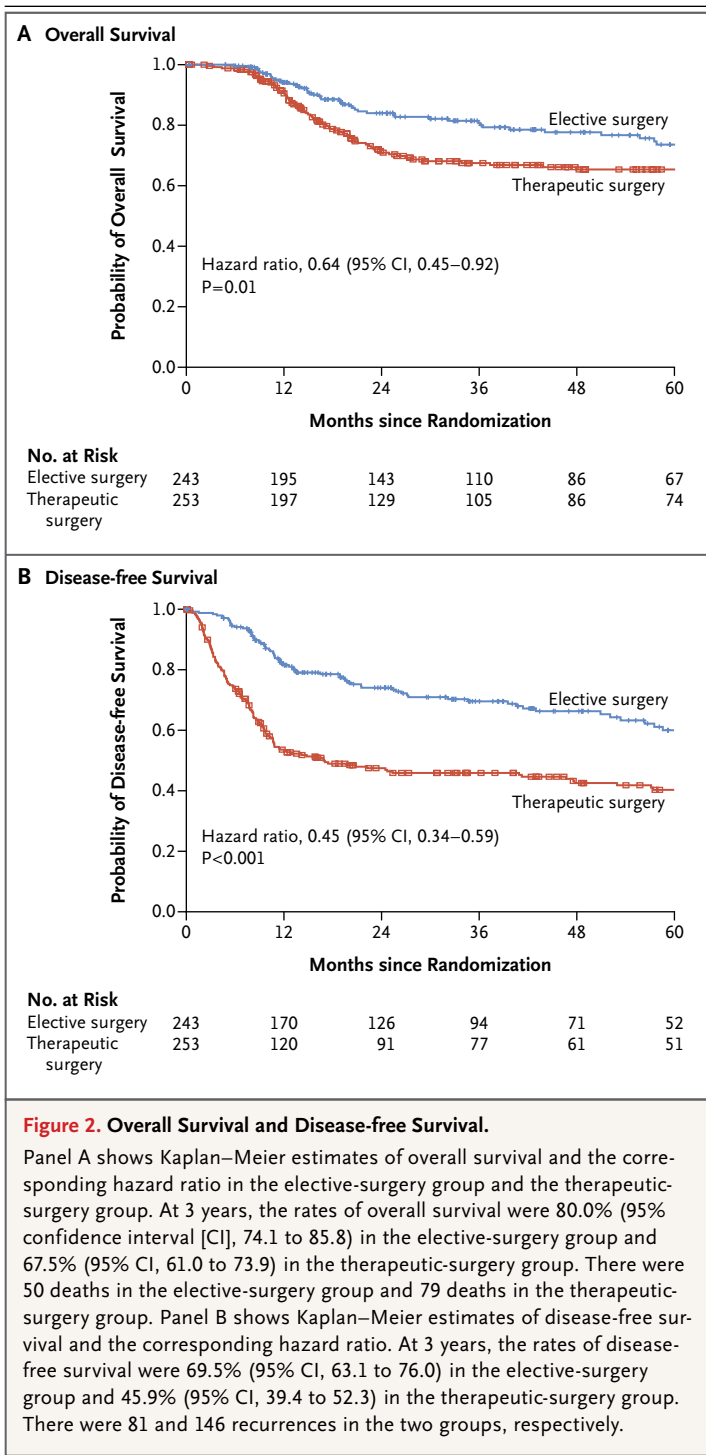 A Overall Survival
Probability of Overall Survival
1.0
0.8
0.6
0.4
0.2
0.0
Elective surgery
Therapeutic surgery
Hazard ratio, 0.64 (95% CI, 0.45–0.92)
P=0.01
0 12 24 36 48 60
Months since Randomization
No. at Risk
Elective surgery 243 195 143 110 86 67
Therapeutic 253 197 129 105 86 74
surgery
B Disease-free Survival
Probability of Disease-free Survival
1.0
0.8
0.6
0.4
0.2
0.0
Elective surgery
Therapeutic surgery
Hazard ratio, 0.45 (95% CI, 0.34–0.59)
P<0.001
0 12 24 36 48 60
Months since Randomization
No. at Risk
Elective surgery 243 170 126 94 71 52
Therapeutic 253 120 91 77 61 51
surgery
Figure 2. Overall Survival and Disease-free Survival.
Panel A shows Kaplan–Meier estimates of overall survival and the corre-
sponding hazard ratio in the elective-surgery group and the therapeutic-
surgery group. At 3 years, the rates of overall survival were 80.0% (95%
confidence interval [CI], 74.1 to 85.8) in the elective-surgery group and
67.5% (95% CI, 61.0 to 73.9) in the therapeutic-surgery group. There were
50 deaths in the elective-surgery group and 79 deaths in the therapeutic-
surgery group. Panel B shows Kaplan–Meier estimates of disease-free sur-
vival and the corresponding hazard ratio. At 3 years, the rates of disease-
free survival were 69.5% (95% CI, 63.1 to 76.0) in the elective-surgery
group and 45.9% (95% CI, 39.4 to 52.3) in the therapeutic-surgery group.
There were 81 and 146 recurrences in the two groups, respectively.